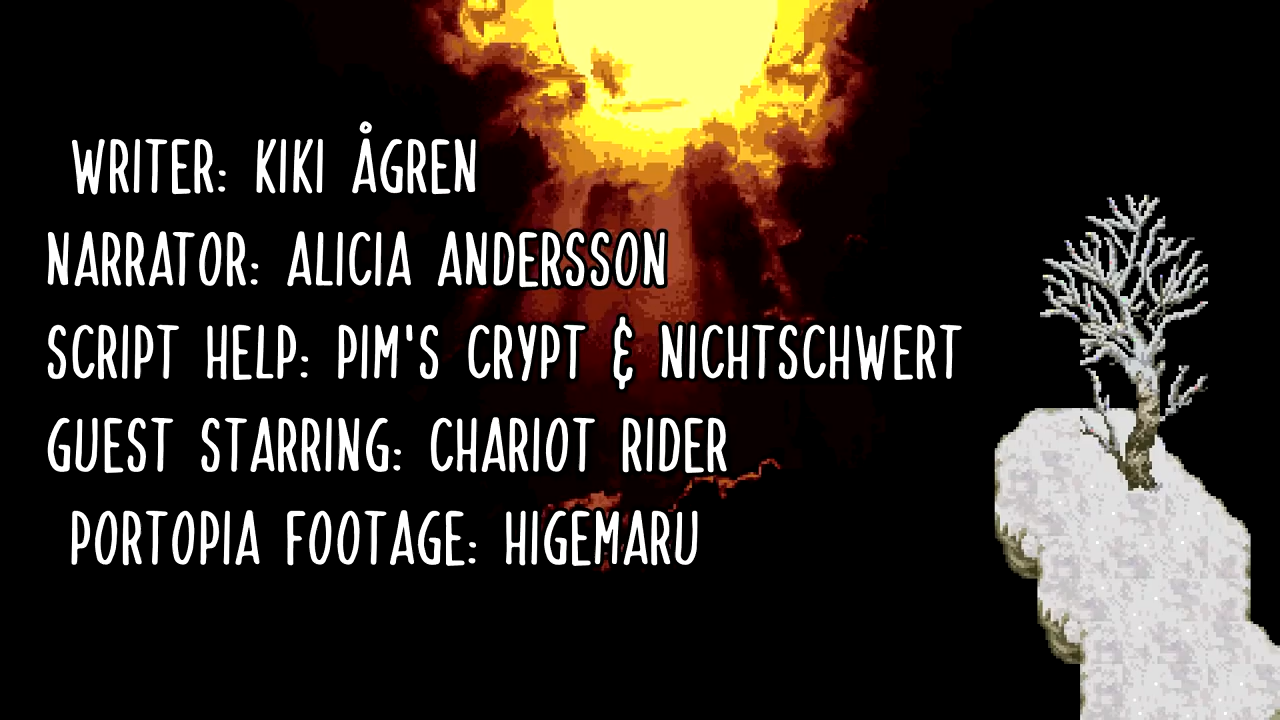 WRITER: KIKI ÅGREN
NARRATOR: ALICIA ANDERSSON
SCRIPT HELP: PIM'S CRYPT & NICHTSCHWERT
GUEST STARRING: CHARIOT RIDER
PORTOPIA FOOTAGE: HIGEMARU